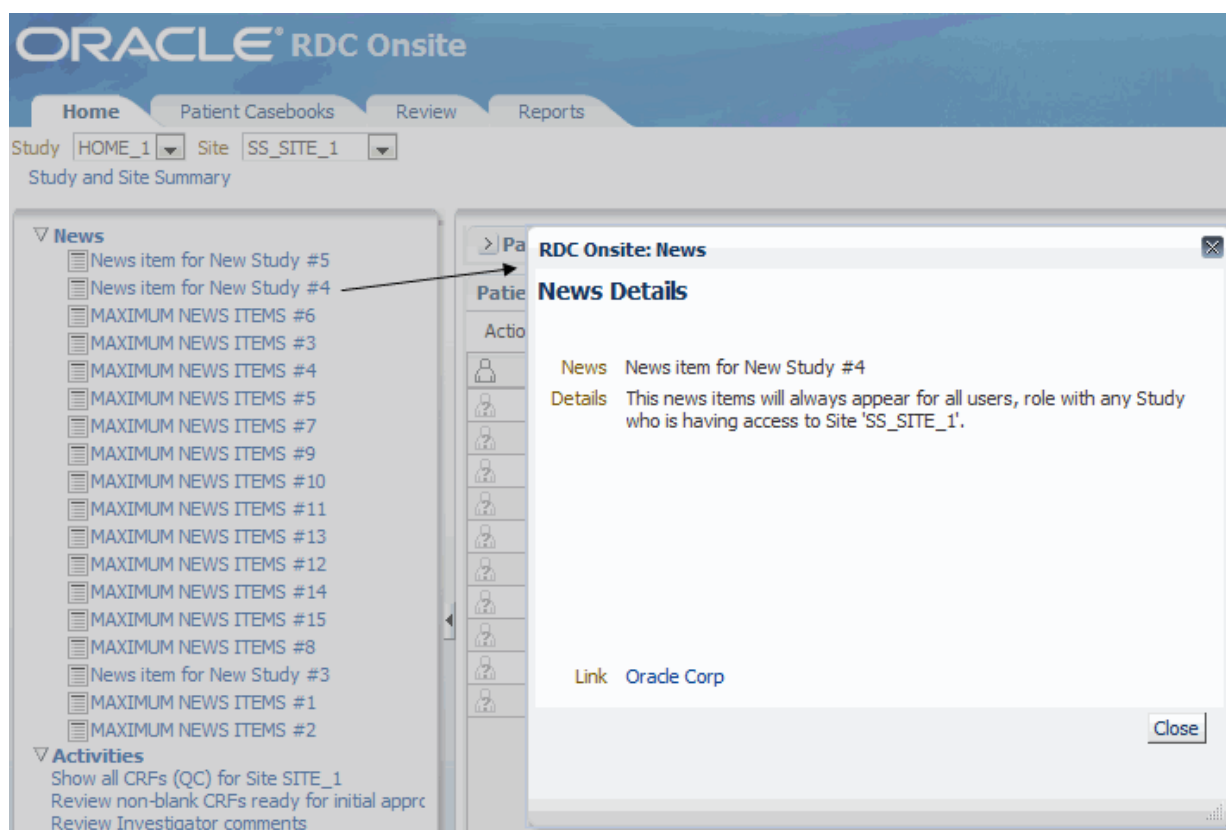 ORACLE® RDC Onsite
Home Patient Casebooks Review Reports
Study HOME_1 Site SS_SITE_1
Study and Site Summary
News
News item for New Study #5
News item for New Study #4
MAXIMUM NEWS ITEMS #6
MAXIMUM NEWS ITEMS #3
MAXIMUM NEWS ITEMS #4
MAXIMUM NEWS ITEMS #5
MAXIMUM NEWS ITEMS #7
MAXIMUM NEWS ITEMS #9
MAXIMUM NEWS ITEMS #10
MAXIMUM NEWS ITEMS #11
MAXIMUM NEWS ITEMS #13
MAXIMUM NEWS ITEMS #12
MAXIMUM NEWS ITEMS #14
MAXIMUM NEWS ITEMS #15
MAXIMUM NEWS ITEMS #8
News item for New Study #3
MAXIMUM NEWS ITEMS #1
MAXIMUM NEWS ITEMS #2
Activities
Show all CRFs (QC) for Site SITE_1
Review non-blank CRFs ready for initial appro
Review Investigator comments
Pa
Patie
Actio
RDC Onsite: News
News Details
News News item for New Study #4
Details This news items will always appear for all users, role with any Study
who is having access to Site 'SS_SITE_1'.
Link Oracle Corp
Close